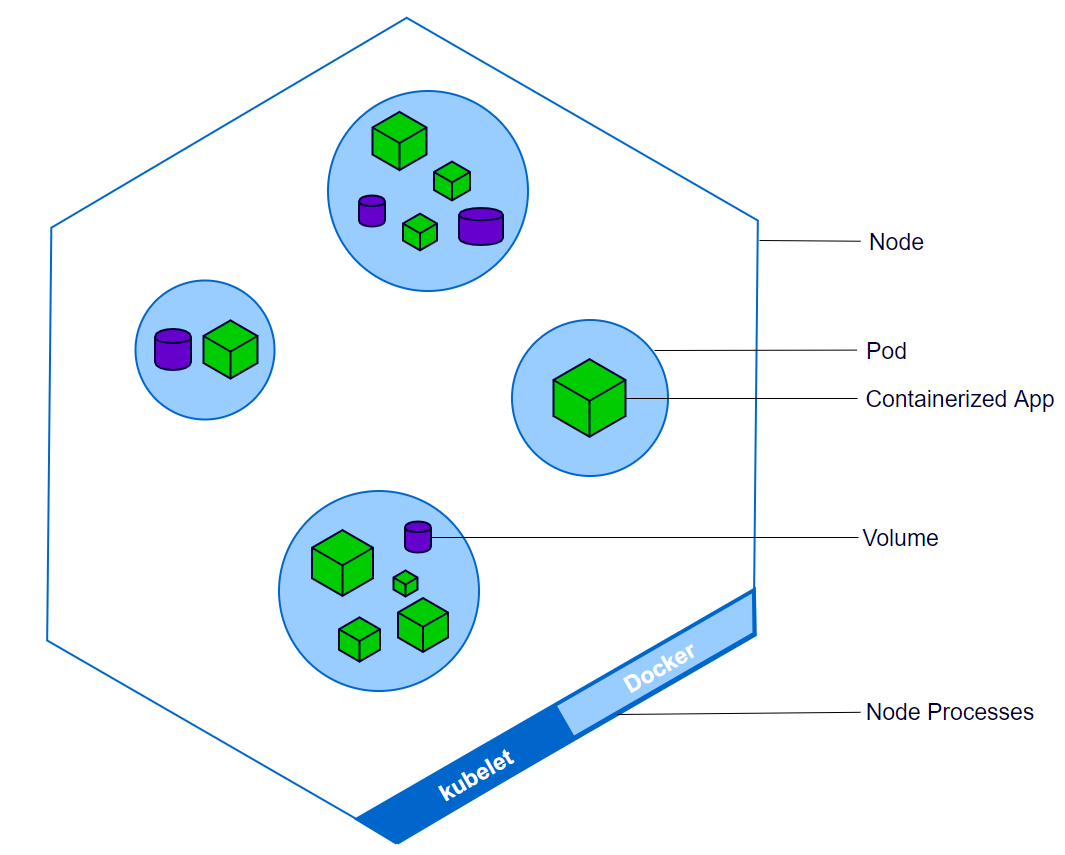 Node
Pod
Containerized App
Volume
Docker
Node Processes
kubelet